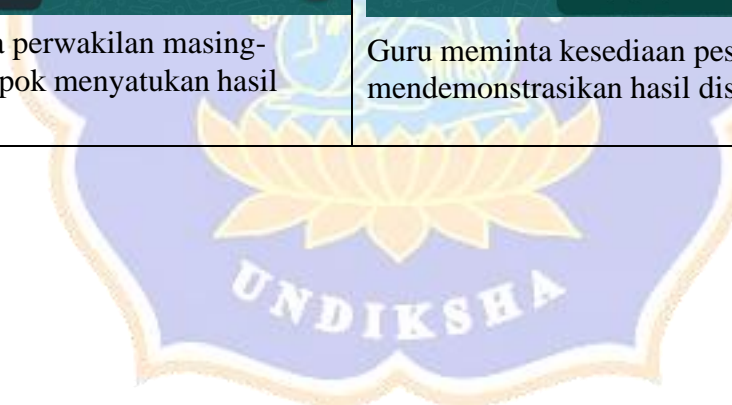 perwakilan masing-
pok menyatukan hasil
Guru meminta kesediaan pes
mendemonstrasikan hasil dis
UNDIKSHA